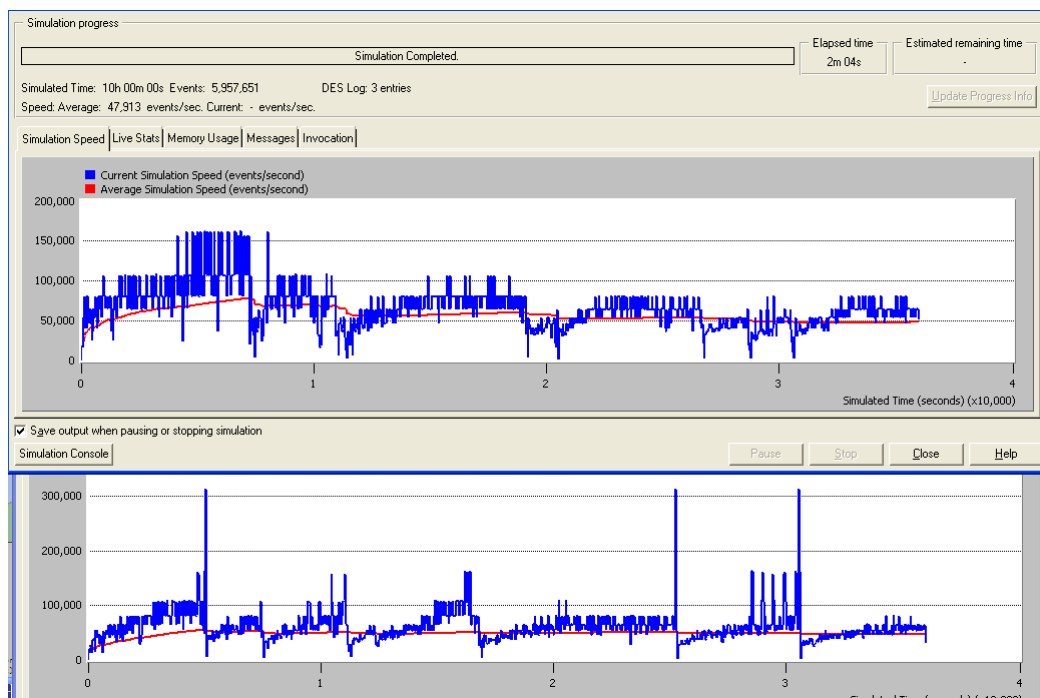 Simulation progress
Simulation Completed.
Elapsed time
2m 04s
Estimated remaining time
-
Simulated Time: 10h 00m 00s Events: 5,957,651 DES Log: 3 entries
Speed: Average: 47,913 events/sec. Current: - events/sec.
Update Progress Info
Simulation Speed Live Stats Memory Usage Messages Invocation
Current Simulation Speed (events/second)
Average Simulation Speed (events/second)
200,000
150,000
100,000
50,000
0
0 1 2 3 4
Simulated Time (seconds) (x10,000)
Save output when pausing or stopping simulation
Simulation Console Pause Stop Close Help
300,000
200,000
100,000
0
0 1 2 3 4